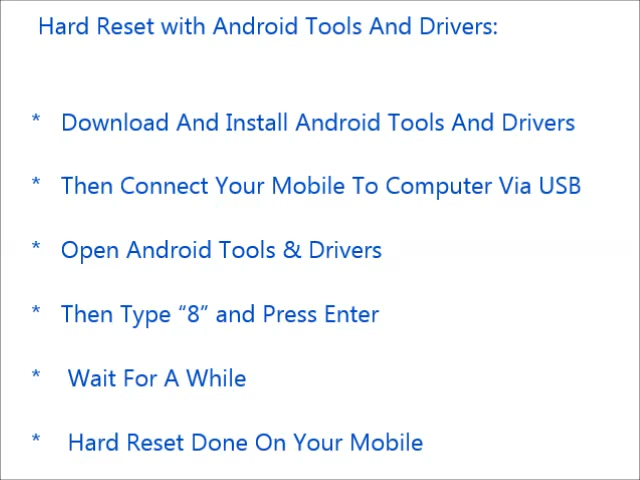 Hard Reset with Android Tools And Drivers:
* Download And Install Android Tools And Drivers
* Then Connect Your Mobile To Computer Via USB
* Open Android Tools & Drivers
* Then Type “8” and Press Enter
* Wait For A While
* Hard Reset Done On Your Mobile